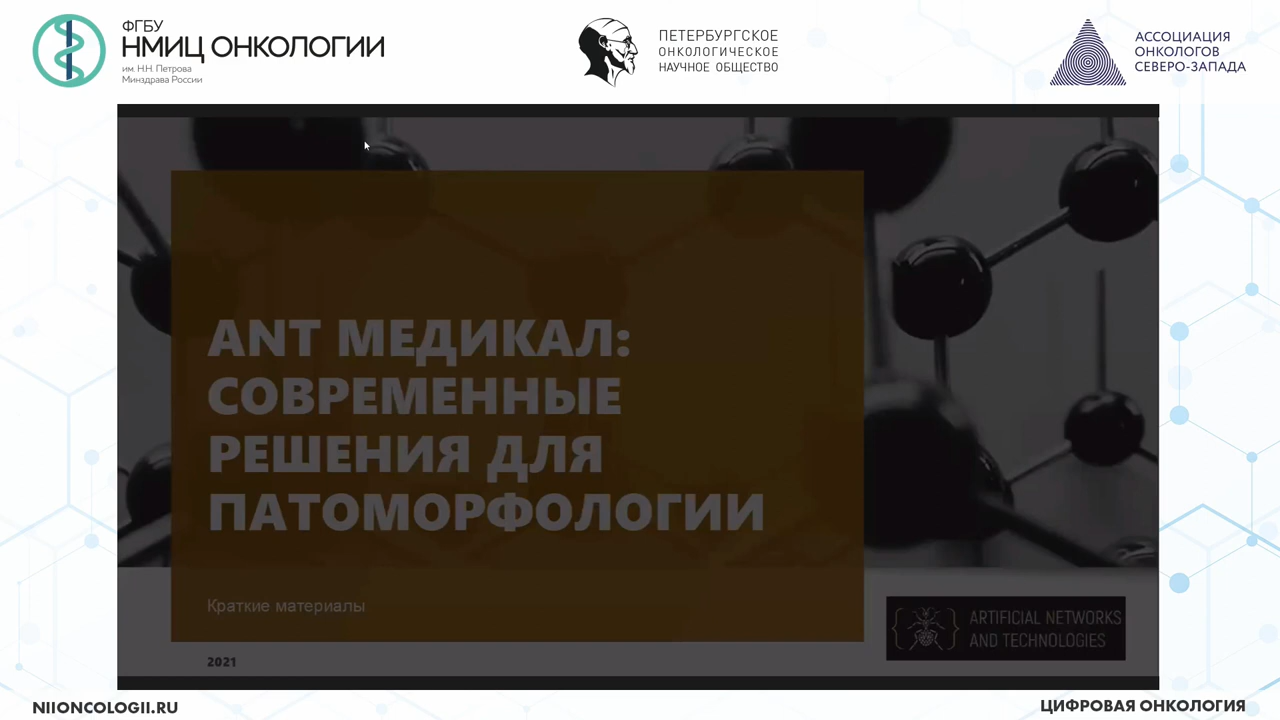 ФГБУ
НМИЦ ОНКОЛОГИИ
им. Н.Н. Петрова
Минздрава России
ПЕТЕРБУРГСКОЕ
ОНКОЛОГИЧЕСКОЕ
НАУЧНОЕ ОБЩЕСТВО
АССОЦИАЦИЯ
ОНКОЛОГОВ
СЕВЕРО-ЗАПАДА
ANT МЕДИКАЛ:
СОВРЕМЕННЫЕ
РЕШЕНИЯ ДЛЯ
ПАТОМОРФОЛОГИИ
Краткие материалы
ARTIFICIAL NETWORKS
AND TECHNOLOGIES
2021
NIIONCOLOGII.RU
ЦИФРОВАЯ ОНКОЛОГИЯ